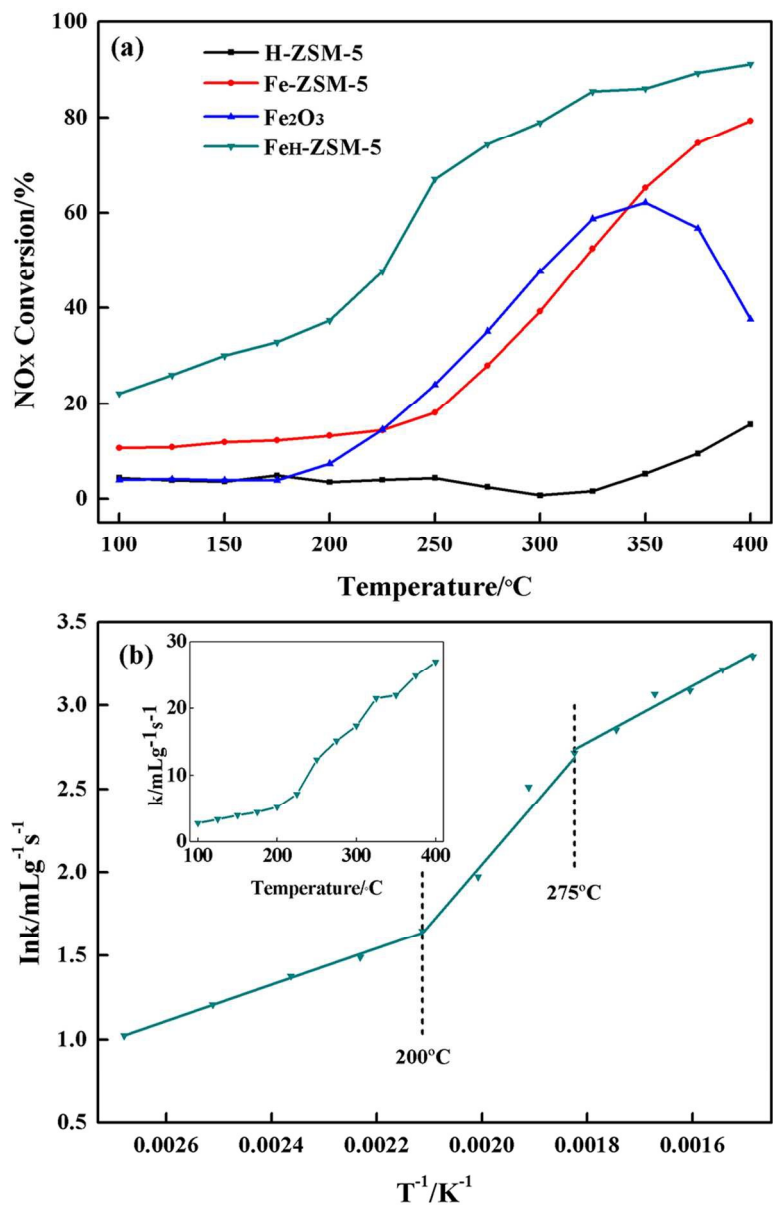 (a)
H-ZSM-5
Fe-ZSM-5
Fe2O3
FeH-ZSM-5
100
80
60
40
20
0
NOx Conversion/%
100 150 200 250 300 350 400
Temperature/°C
(b)
3.5
3.0
2.5
2.0
1.5
1.0
0.5
lnk/mLg-1s-1
30
20
10
0
k/mLg-1s-1
100 200 300 400
Temperature/°C
200°C
275°C
0.0026 0.0024 0.0022 0.0020 0.0018 0.0016
T-1/K-1